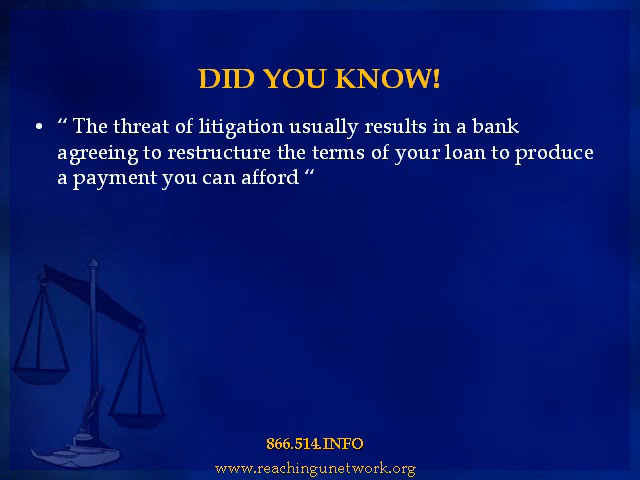 DID YOU KNOW!
• “ The threat of litigation usually results in a bank
agreeing to restructure the terms of your loan to produce
a payment you can afford “
866.514.INFO
www.reachingunetwork.org